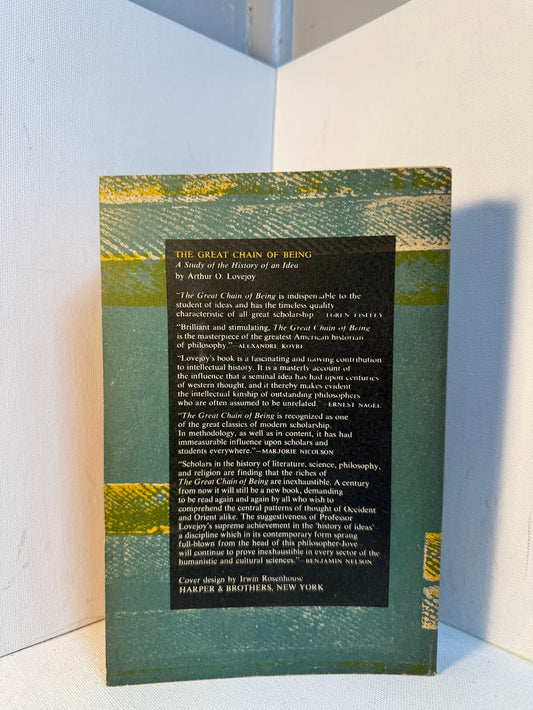 THE GREAT CHAIN OF BEING
A Study of the History of an Idea
by Arthur O. Lovejoy
"The Great Chain of Being is indispensable to the
student of ideas and has the timeless quality
characteristic of all great scholarship."—LOREN EISELEY
"Brilliant and stimulating, The Great Chain of Being
is the masterpiece of the greatest American historian
of philosophy."—ALEXANDRE KOYRE
"Lovejoy's book is a fascinating and lasting contribution
to intellectual history. It is a masterly account of
the influence that a seminal idea has had upon centuries
of western thought, and it thereby makes evident
the intellectual kinship of outstanding philosophers
who are often assumed to be unrelated."—ERNEST NAGEL
"The Great Chain of Being is recognized as one
of the great classics of modern scholarship.
In methodology, as well as in content, it has had
immeasurable influence upon scholars and
students everywhere."—MARJORIE NICOLSON
"Scholars in the history of literature, science, philosophy,
and religion are finding that the riches of
The Great Chain of Being are inexhaustible. A century
from now it will still be a new book, demanding
to be read again and again by all who wish to
comprehend the central patterns of thought of Occident
and Orient alike. The suggestiveness of Professor
Lovejoy's supreme achievement in the 'history of ideas'—
a discipline which in its contemporary form sprang
full-blown from the head of this philosopher-Jove—
will continue to prove inexhaustible in every sector of the
humanistic and cultural sciences."—BENJAMIN NELSON
Cover design by Irwin Rosenhouse
HARPER & BROTHERS, NEW YORK